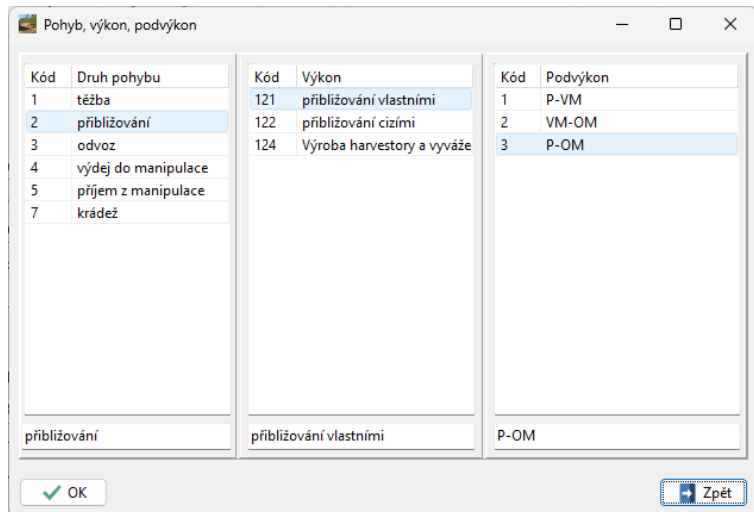 Pohyb, výkon, podvýkon
Kód Druh pohybu
1 těžba
2 přibližování
3 odvoz
4 výdej do manipulace
5 příjem z manipulace
7 krádež
přibližování
Kód Výkon
121 přibližování vlastními
122 přibližování cizími
124 Výroba harvestory a vyváže
přibližování vlastními
Kód Podvýkon
1 P-VM
2 VM-OM
3 P-OM
P-OM
OK
Zpět